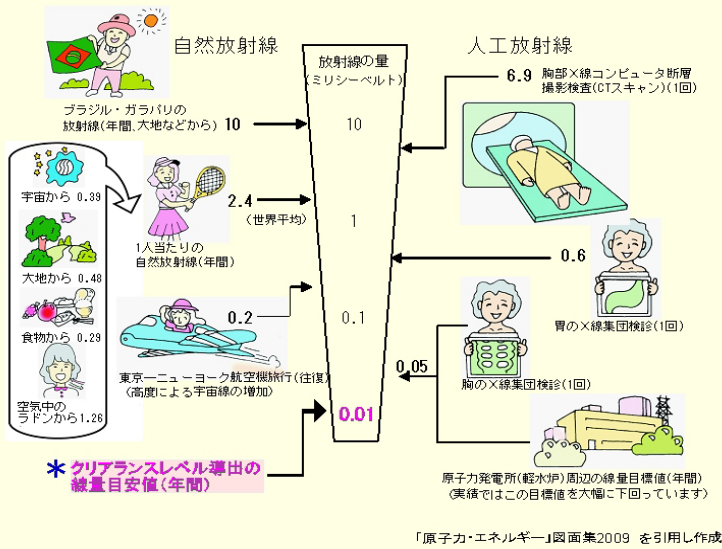 自然放射線
放射線の量
(ミリシーベルト)
人工放射線
10
1
0.1
0.01
ブラジル・ガラパリの
放射線(年間、大地などから) 10
宇宙から 0.39
大地から 0.48
食物から 0.29
空気中の
ラドンから1.26
2.4
(世界平均)
1人当たりの
自然放射線(年間)
0.2
東京ーニューヨーク航空機旅行(往復)
(高度による宇宙線の増加)
*クリアランスレベル導出の
線量目安値(年間)
6.9 胸部X線コンピュータ断層
撮影検査(CTスキャン)(1回)
0.6
胃のX線集団検診(1回)
0.05
胸のX線集団検診(1回)
原子力発電所(軽水炉)周辺の線量目標値(年間)
(実績ではこの目標値を大幅に下回っています)
「原子力・エネルギー」図面集2009 を引用し作成